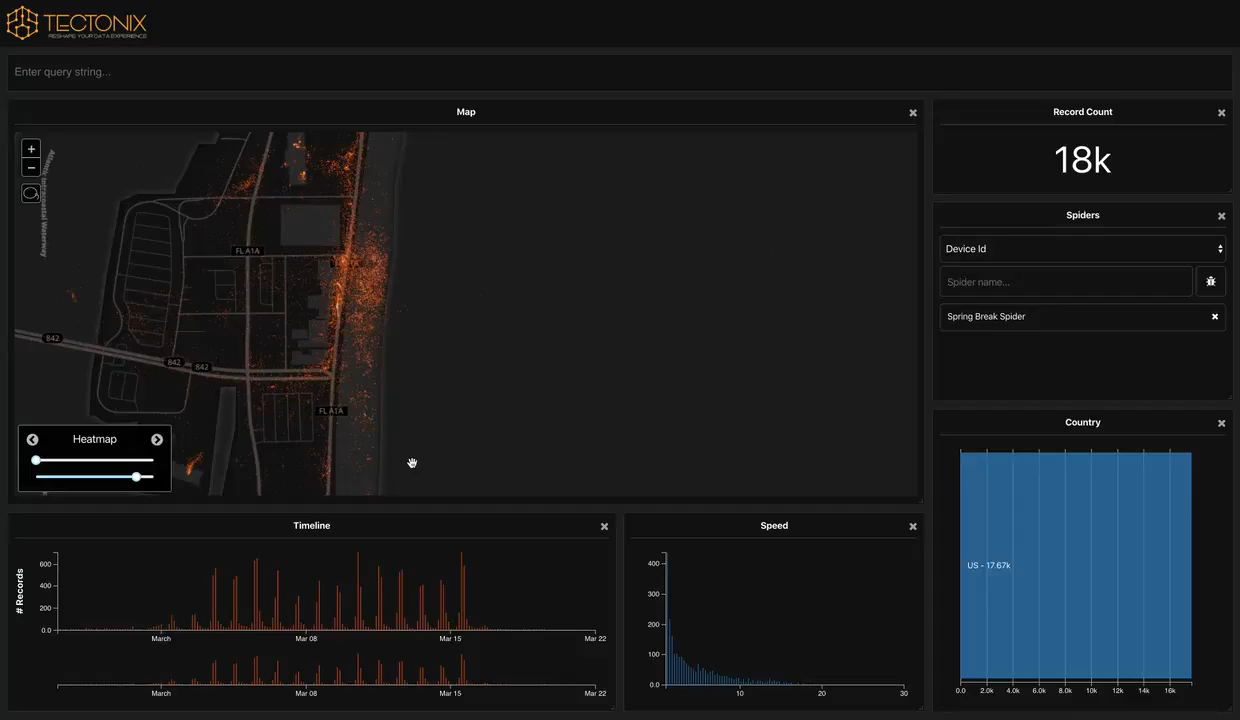 TECTONIX
RESHAPE YOUR DATA EXPERIENCE
Enter query string...
Map
+
−
Atlantic Intracoastal Waterway
FL A1A
842
842
842
FL A1A
Heatmap
Record Count
18k
Spiders
Device Id
Spider name...
Spring Break Spider
Country
US - 17.67k
0.0 2.0k 4.0k 6.0k 8.0k 10k 12k 14k 16k
Timeline
# Records
600
400
200
0.0
March Mar 08 Mar 15 Mar 22
March Mar 08 Mar 15 Mar 22
Speed
400
300
200
100
0.0
10 20 30